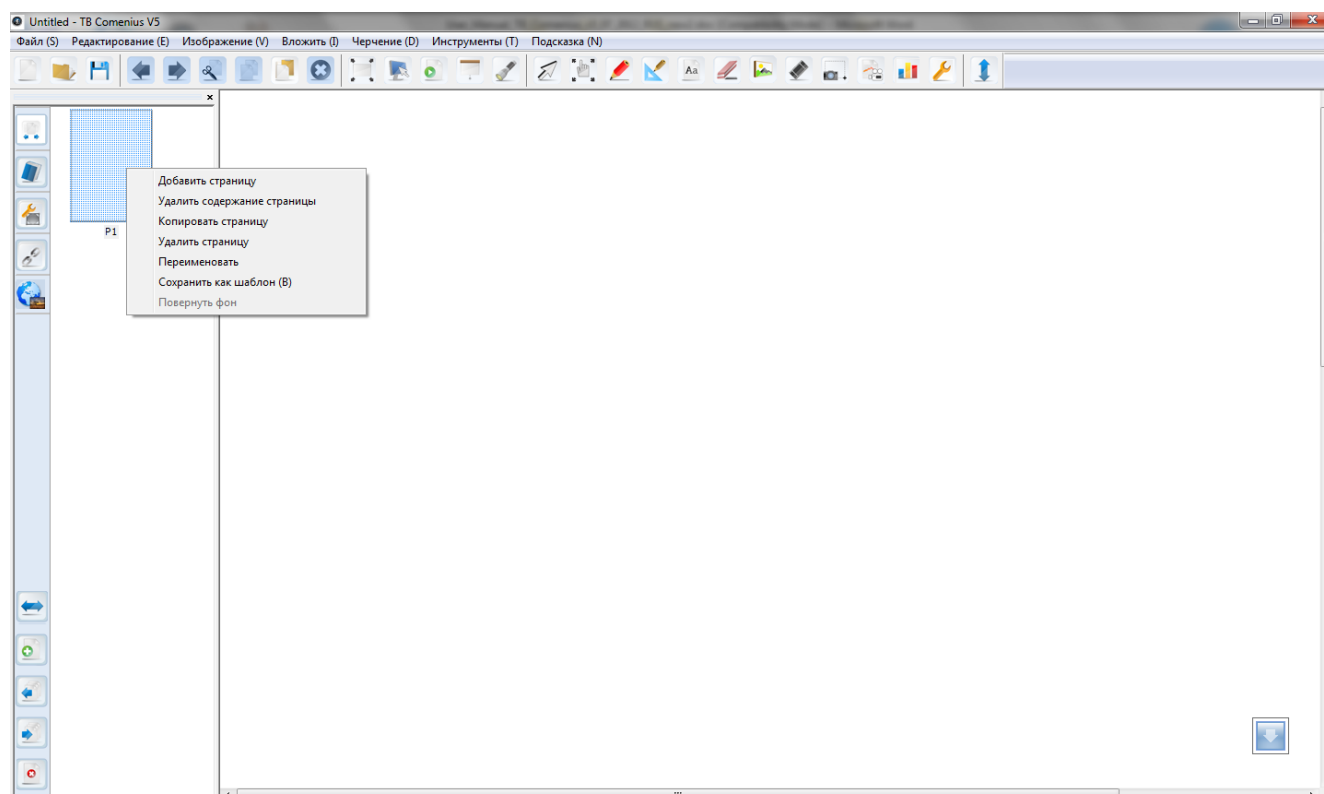 Untitled - TB Comenius V5
Файл (S) Редактирование (E) Изображение (V) Вложить (I) Черчение (D) Инструменты (T) Подсказка (N)
Aa
P1
Добавить страницу
Удалить содержание страницы
Копировать страницу
Удалить страницу
Переименовать
Сохранить как шаблон (В)
Повернуть фон